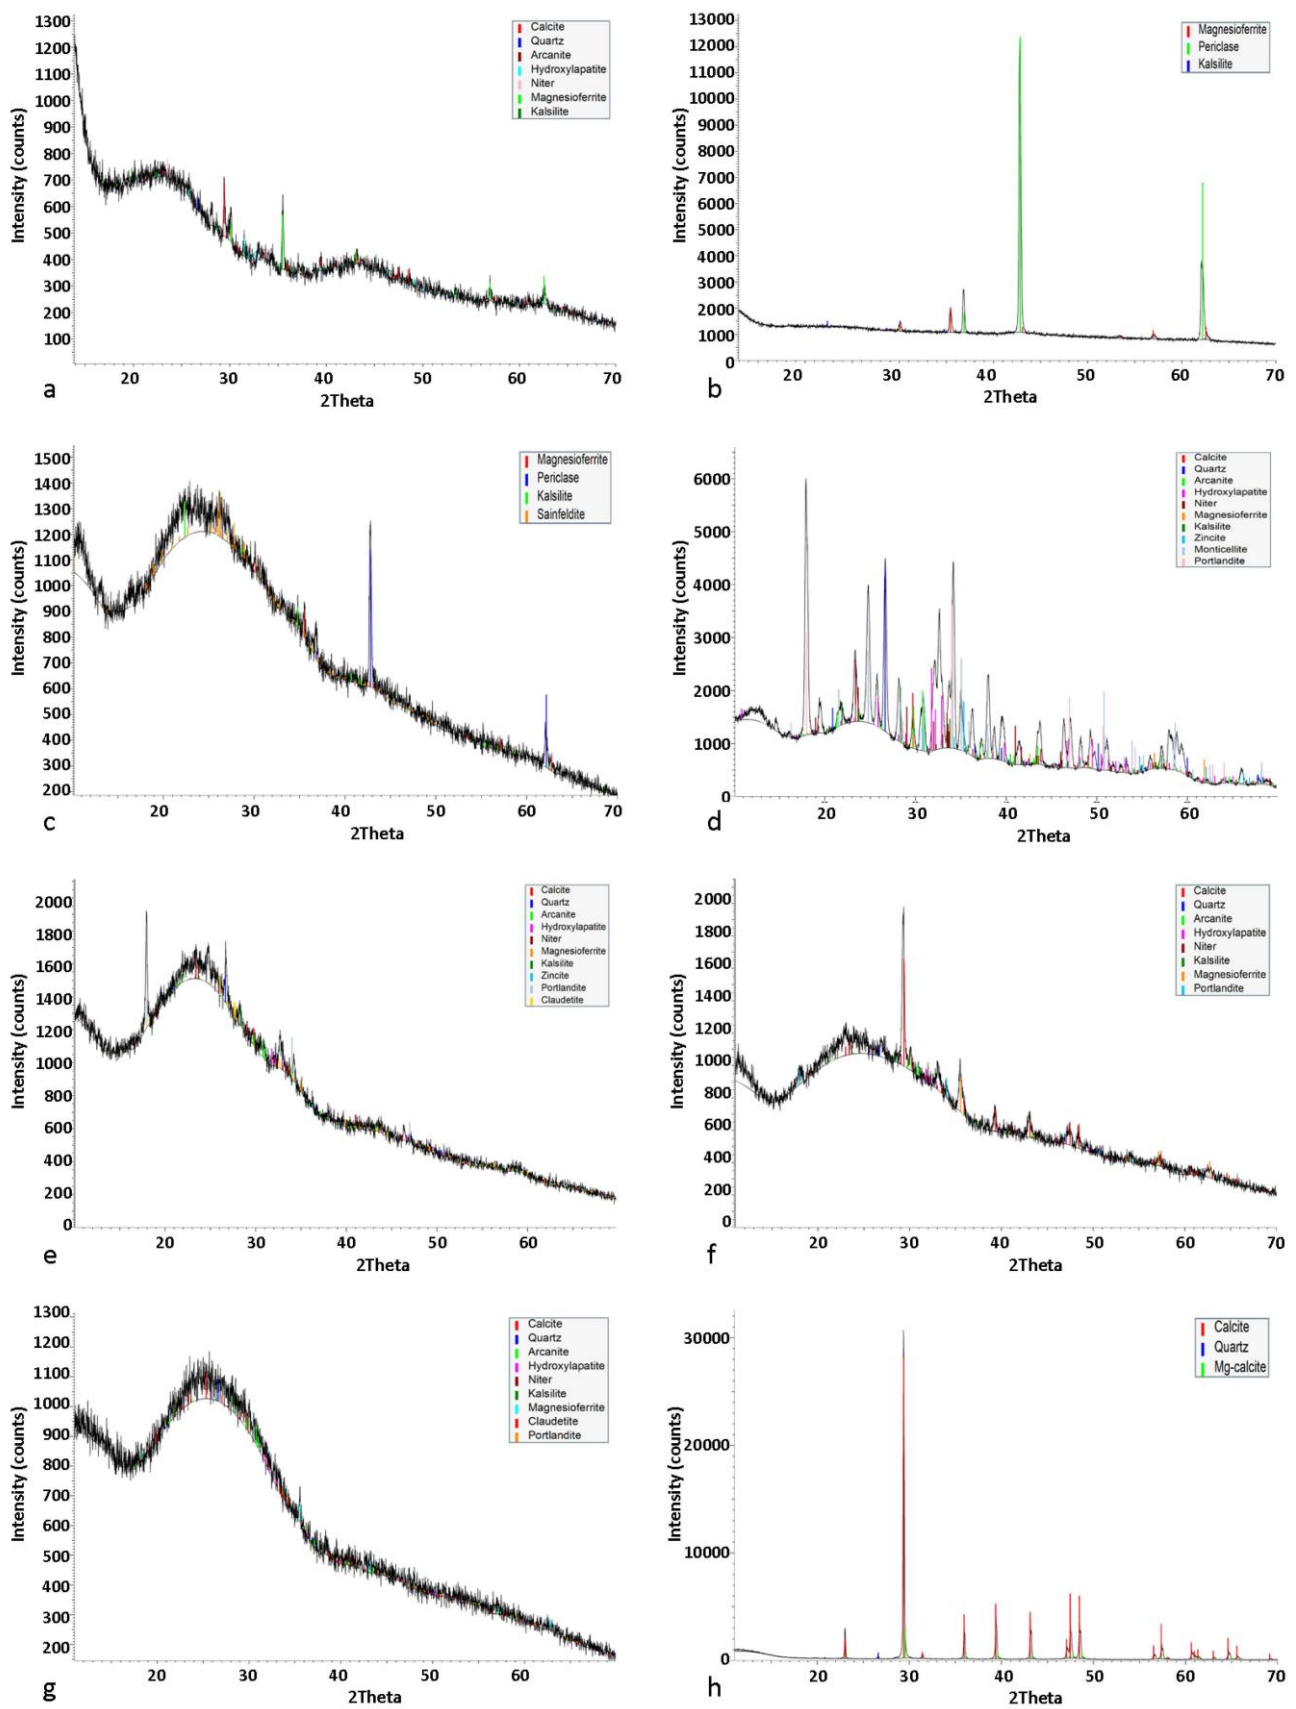 1300
1200
1100
1000
900
800
700
600
500
400
300
200
100
Intensity (counts)
Calcite
Quartz
Arcanite
Hydroxylapatite
Niter
Magnesioferrite
Kalsilite
20 30 40 50 60 70
2Theta
a
13000
12000
11000
10000
9000
8000
7000
6000
5000
4000
3000
2000
1000
0
Intensity (counts)
Magnesioferrite
Periclase
Kalsilite
20 30 40 50 60 70
2Theta
b
1500
1400
1300
1200
1100
1000
900
800
700
600
500
400
300
200
Intensity (counts)
Magnesioferrite
Periclase
Kalsilite
Sainfeldite
20 30 40 50 60 70
2Theta
c
6000
5000
4000
3000
2000
1000
0
Intensity (counts)
Calcite
Quartz
Arcanite
Hydroxylapatite
Niter
Magnesioferrite
Kalsilite
Zincite
Monticellite
Portlandite
20 30 40 50 60
2Theta
d
2000
1800
1600
1400
1200
1000
800
600
400
200
0
Intensity (counts)
Calcite
Quartz
Arcanite
Hydroxylapatite
Niter
Magnesioferrite
Kalsilite
Zincite
Portlandite
Claudetite
20 30 40 50 60
2Theta
e
2000
1800
1600
1400
1200
1000
800
600
400
200
0
Intensity (counts)
Calcite
Quartz
Arcanite
Hydroxylapatite
Niter
Kalsilite
Magnesioferrite
Portlandite
20 30 40 50 60 70
2Theta
f
1300
1200
1100
1000
900
800
700
600
500
400
300
200
Intensity (counts)
Calcite
Quartz
Arcanite
Hydroxylapatite
Niter
Kalsilite
Magnesioferrite
Claudetite
Portlandite
20 30 40 50 60 70
2Theta
g
30000
20000
10000
0
Intensity (counts)
Calcite
Quartz
Mg-calcite
20 30 40 50 60 70
2Theta
h